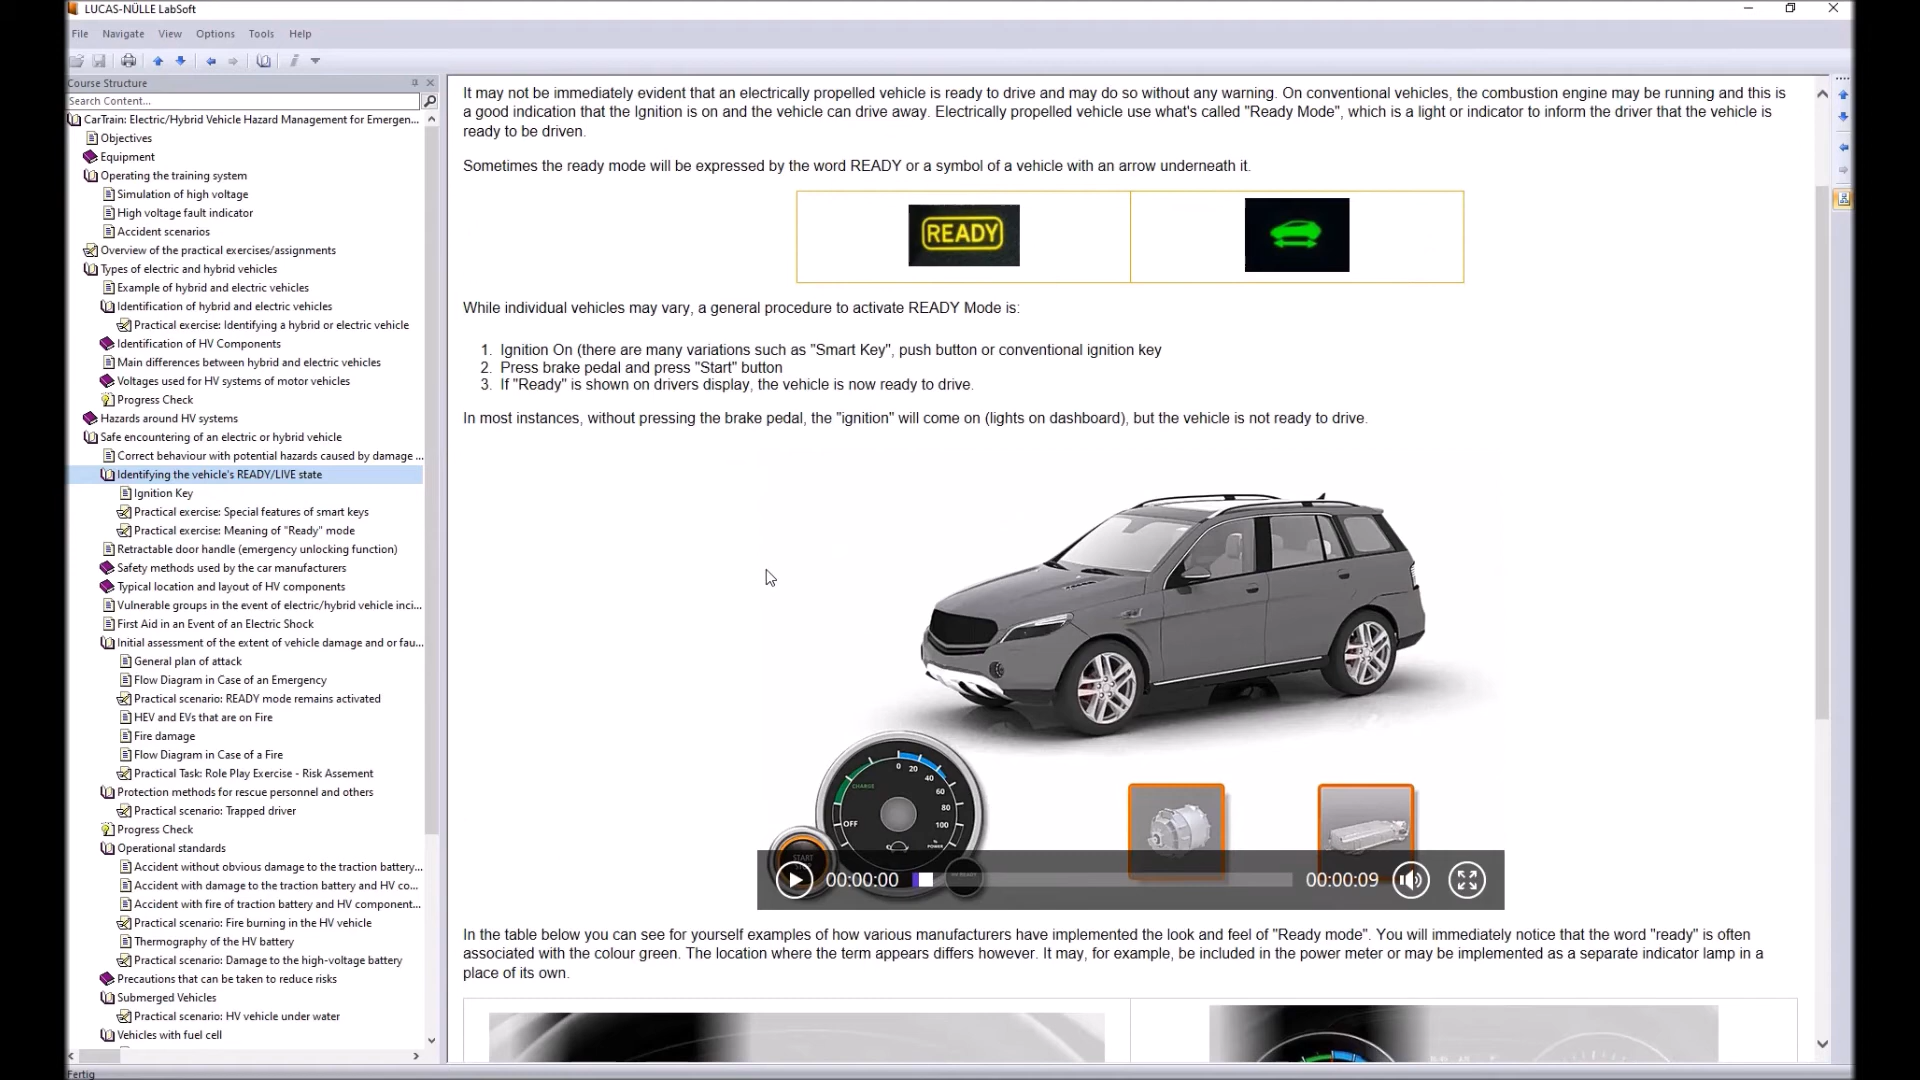 LUCAS-NÜLLE LabSoft
File Navigate View Options Tools Help
Course Structure
Search Content...
CarTrain: Electric/Hybrid Vehicle Hazard Management for Emergen...
Objectives
Equipment
Operating the training system
Simulation of high voltage
High voltage fault indicator
Accident scenarios
Overview of the practical exercises/assignments
Types of electric and hybrid vehicles
Example of hybrid and electric vehicles
Identification of hybrid and electric vehicles
Practical exercise: Identifying a hybrid or electric vehicle
Identification of HV Components
Main differences between hybrid and electric vehicles
Voltages used for HV systems of motor vehicles
Progress Check
Hazards around HV systems
Safe encountering of an electric or hybrid vehicle
Correct behaviour with potential hazards caused by damage ...
Identifying the vehicle's READY/LIVE state
Ignition Key
Practical exercise: Special features of smart keys
Practical exercise: Meaning of "Ready" mode
Retractable door handle (emergency unlocking function)
Safety methods used by the car manufacturers
Typical location and layout of HV components
Vulnerable groups in the event of electric/hybrid vehicle inci...
First Aid in an Event of an Electric Shock
Initial assessment of the extent of vehicle damage and or fau...
General plan of attack
Flow Diagram in Case of an Emergency
Practical scenario: READY mode remains activated
HEV and EVs that are on Fire
Fire damage
Flow Diagram in Case of a Fire
Practical Task: Role Play Exercise - Risk Assement
Protection methods for rescue personnel and others
Practical scenario: Trapped driver
Progress Check
Operational standards
Accident without obvious damage to the traction battery...
Accident with damage to the traction battery and HV co...
Accident with fire of traction battery and HV component...
Practical scenario: Fire burning in the HV vehicle
Thermography of the HV battery
Practical scenario: Damage to the high-voltage battery
Precautions that can be taken to reduce risks
Submerged Vehicles
Practical scenario: HV vehicle under water
Vehicles with fuel cell
Fertig
It may not be immediately evident that an electrically propelled vehicle is ready to drive and may do so without any warning. On conventional vehicles, the combustion engine may be running and this is
a good indication that the Ignition is on and the vehicle can drive away. Electrically propelled vehicle use what's called "Ready Mode", which is a light or indicator to inform the driver that the vehicle is
ready to be driven.
Sometimes the ready mode will be expressed by the word READY or a symbol of a vehicle with an arrow underneath it.
READY
While individual vehicles may vary, a general procedure to activate READY Mode is:
1. Ignition On (there are many variations such as "Smart Key", push button or conventional ignition key
2. Press brake pedal and press "Start" button
3. If "Ready" is shown on drivers display, the vehicle is now ready to drive.
In most instances, without pressing the brake pedal, the "ignition" will come on (lights on dashboard), but the vehicle is not ready to drive.
0 20 40 60 80 100
CHARGE
OFF
% POWER
START
HV READY
00:00:00 00:00:09
In the table below you can see for yourself examples of how various manufacturers have implemented the look and feel of "Ready mode". You will immediately notice that the word "ready" is often
associated with the colour green. The location where the term appears differs however. It may, for example, be included in the power meter or may be implemented as a separate indicator lamp in a
place of its own.